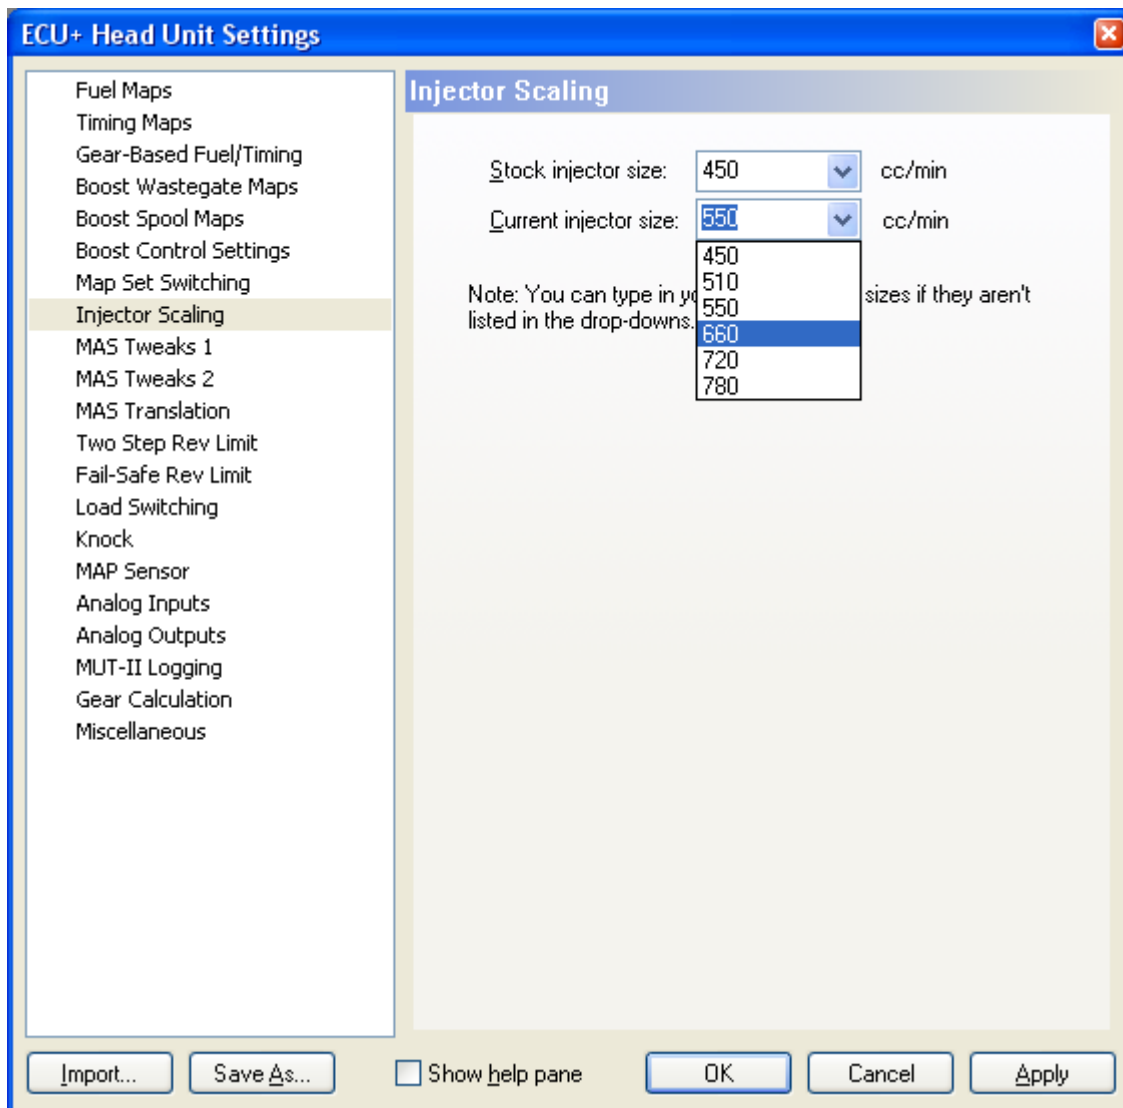 ECU+ Head Unit Settings
Fuel Maps
Timing Maps
Gear-Based Fuel/Timing
Boost Wastegate Maps
Boost Spool Maps
Boost Control Settings
Map Set Switching
Injector Scaling
MAS Tweaks 1
MAS Tweaks 2
MAS Translation
Two Step Rev Limit
Fail-Safe Rev Limit
Load Switching
Knock
MAP Sensor
Analog Inputs
Analog Outputs
MUT-II Logging
Gear Calculation
Miscellaneous
Injector Scaling
Stock injector size: 450 cc/min
Current injector size: 550 cc/min
450
510
550
660
720
780
Note: You can type in sizes if they aren't
listed in the drop-downs.
Import... Save As... Show help pane OK Cancel Apply